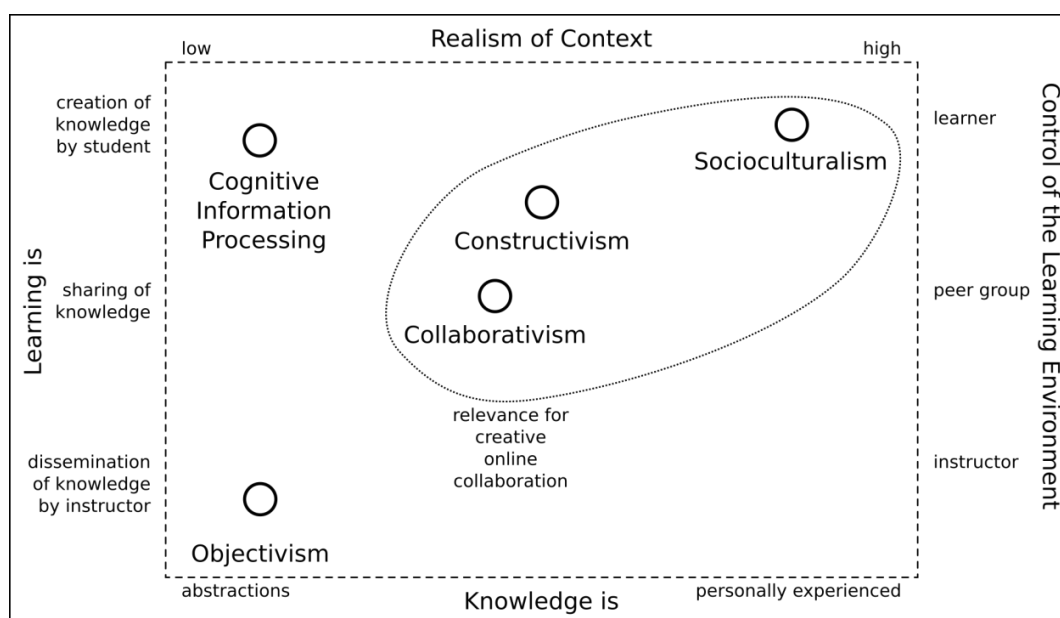 Realism of Context
low
high
creation of
knowledge
by student
learner
Cognitive
Information
Processing
Socioculturalism
Constructivism
Learning is
Control of the Learning Environment
sharing of
knowledge
peer group
Collaborativism
relevance for
creative
online
collaboration
dissemination
of knowledge
by instructor
instructor
Objectivism
abstractions
Knowledge is
personally experienced